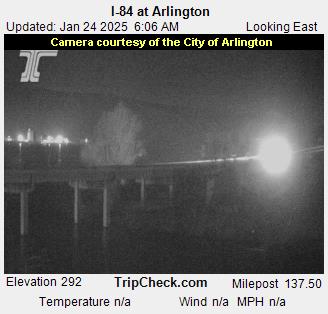 I-84 at Arlington
Updated: Jan 24 2025 6:06 AM Looking East
Camera courtesy of the City of Arlington
Elevation 292 TripCheck.com Milepost 137.50
Temperature n/a Wind n/a MPH n/a